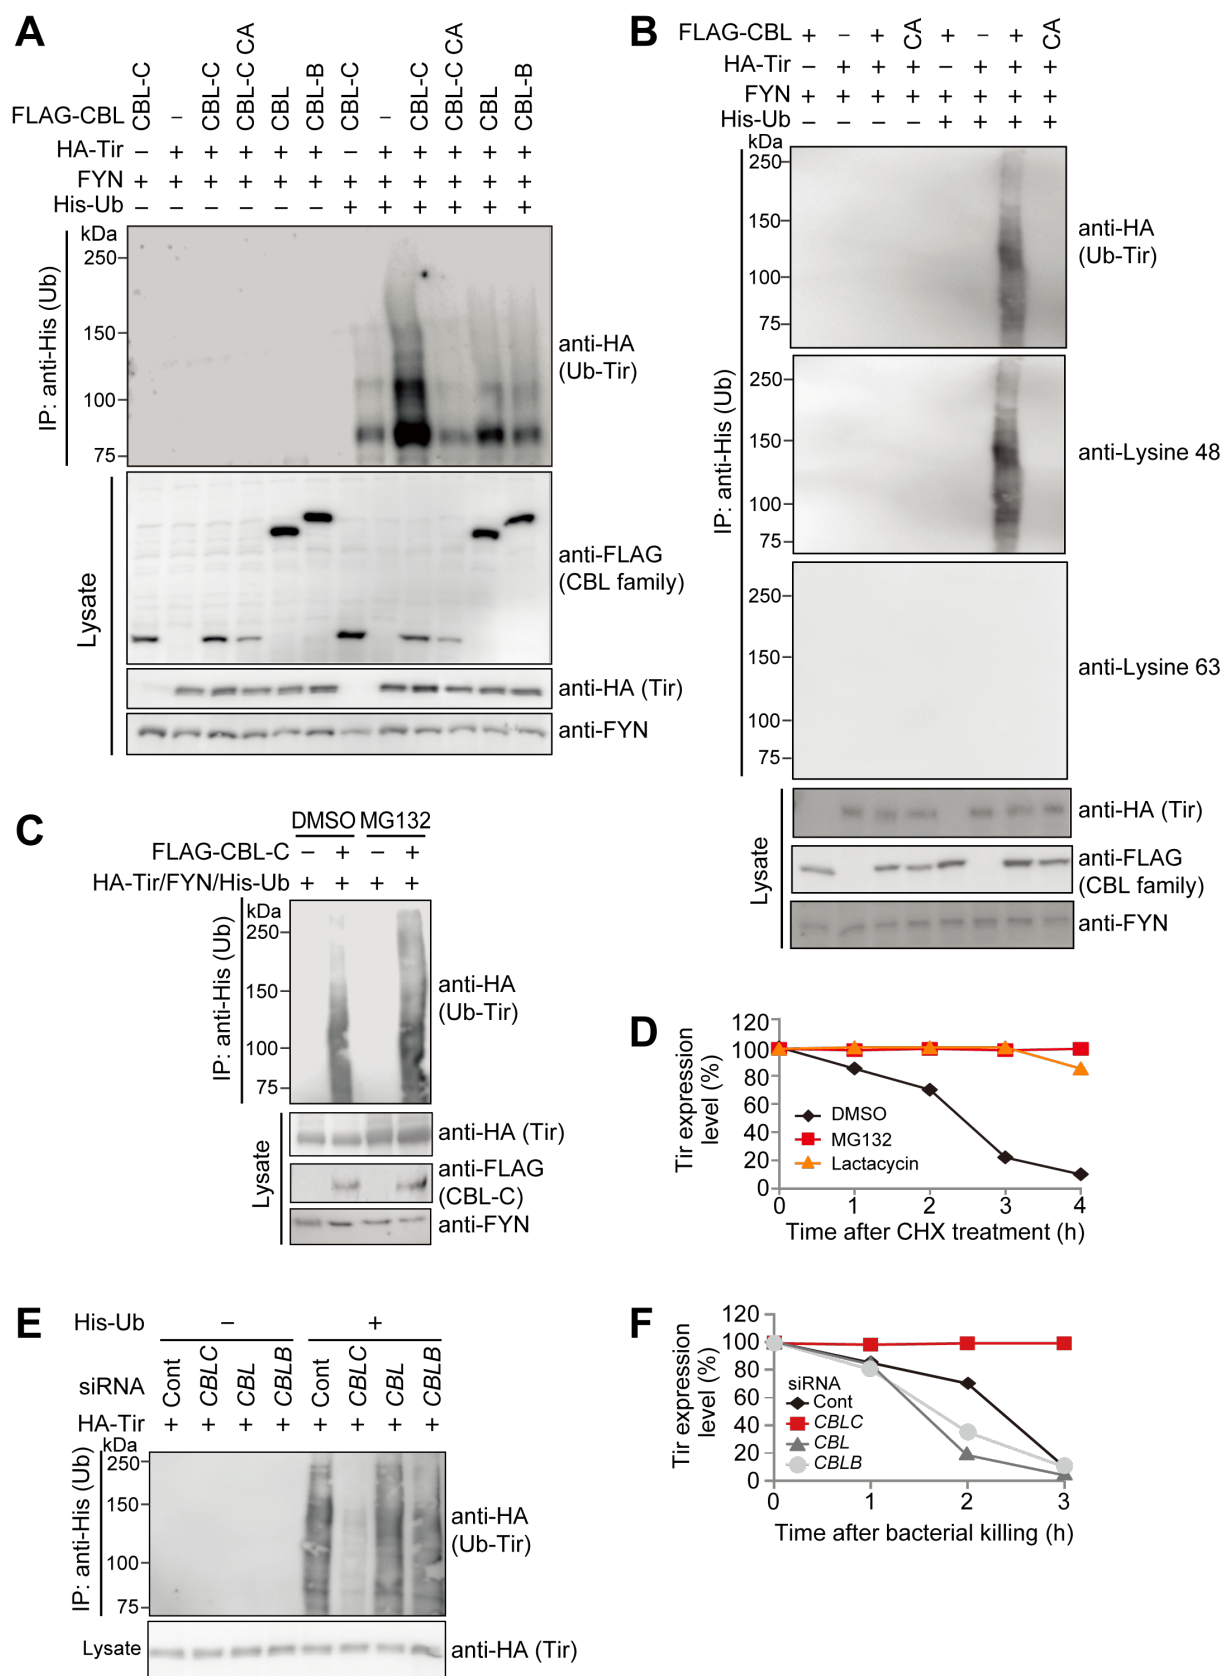 A
FLAG-CBL
CBL-C
–
CBL-C
CBL-C CA
CBL
CBL-B
CBL-C
–
CBL-C
CBL-C CA
CBL
CBL-B
HA-Tir – + + + + + – + + + + +
FYN + + + + + + + + + + + +
His-Ub – – – – – – + + + + + +
kDa
250
150
100
75
IP: anti-His (Ub)
anti-HA
(Ub-Tir)
Lysate
anti-FLAG
(CBL family)
anti-HA (Tir)
anti-FYN
B
FLAG-CBL + – + CA + – + CA
HA-Tir – + + + – + + +
FYN + + + + + + + +
His-Ub – – – – + + + +
kDa
250
150
100
75
anti-HA
(Ub-Tir)
IP: anti-His (Ub)
250
150
100
75
anti-Lysine 48
250
150
100
75
anti-Lysine 63
Lysate
anti-HA (Tir)
anti-FLAG
(CBL family)
anti-FYN
C
DMSO MG132
FLAG-CBL-C – + – +
HA-Tir/FYN/His-Ub + + + +
kDa
250
150
100
75
IP: anti-His (Ub)
anti-HA
(Ub-Tir)
Lysate
anti-HA (Tir)
anti-FLAG
(CBL-C)
anti-FYN
D
Tir expression
level (%)
120
100
80
60
40
20
0
DMSO
MG132
Lactacycin
0 1 2 3 4
Time after CHX treatment (h)
E
His-Ub – +
siRNA Cont CBLC CBL CBLB Cont CBLC CBL CBLB
HA-Tir + + + + + + + +
kDa
250
150
100
75
IP: anti-His (Ub)
anti-HA
(Ub-Tir)
Lysate
anti-HA (Tir)
F
Tir expression
level (%)
120
100
80
60
40
20
0
siRNA
Cont
CBLC
CBL
CBLB
0 1 2 3
Time after bacterial killing (h)